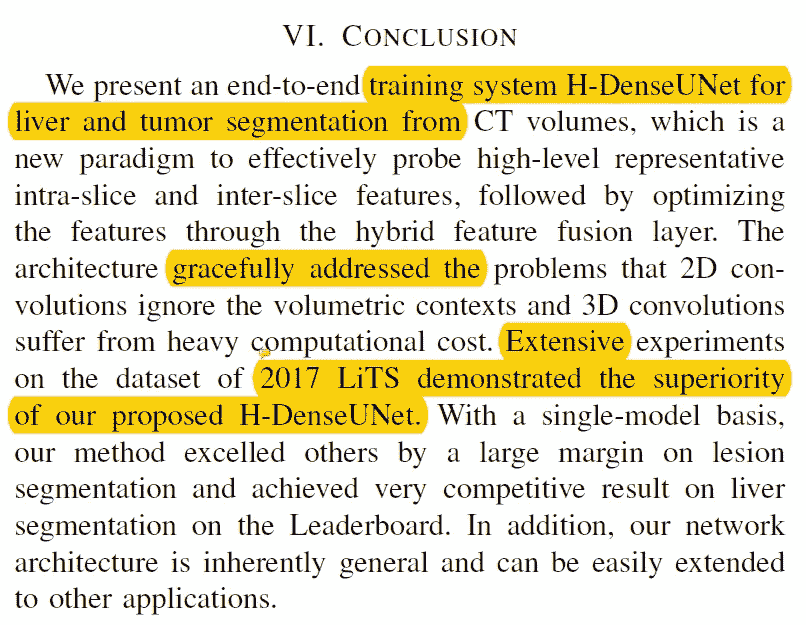 VI. CONCLUSION
We present an end-to-end training system H-DenseUNet for
liver and tumor segmentation from CT volumes, which is a
new paradigm to effectively probe high-level representative
intra-slice and inter-slice features, followed by optimizing
the features through the hybrid feature fusion layer. The
architecture gracefully addressed the problems that 2D con-
volutions ignore the volumetric contexts and 3D convolutions
suffer from heavy computational cost. Extensive experiments
on the dataset of 2017 LiTS demonstrated the superiority
of our proposed H-DenseUNet. With a single-model basis,
our method excelled others by a large margin on lesion
segmentation and achieved very competitive result on liver
segmentation on the Leaderboard. In addition, our network
architecture is inherently general and can be easily extended
to other applications.